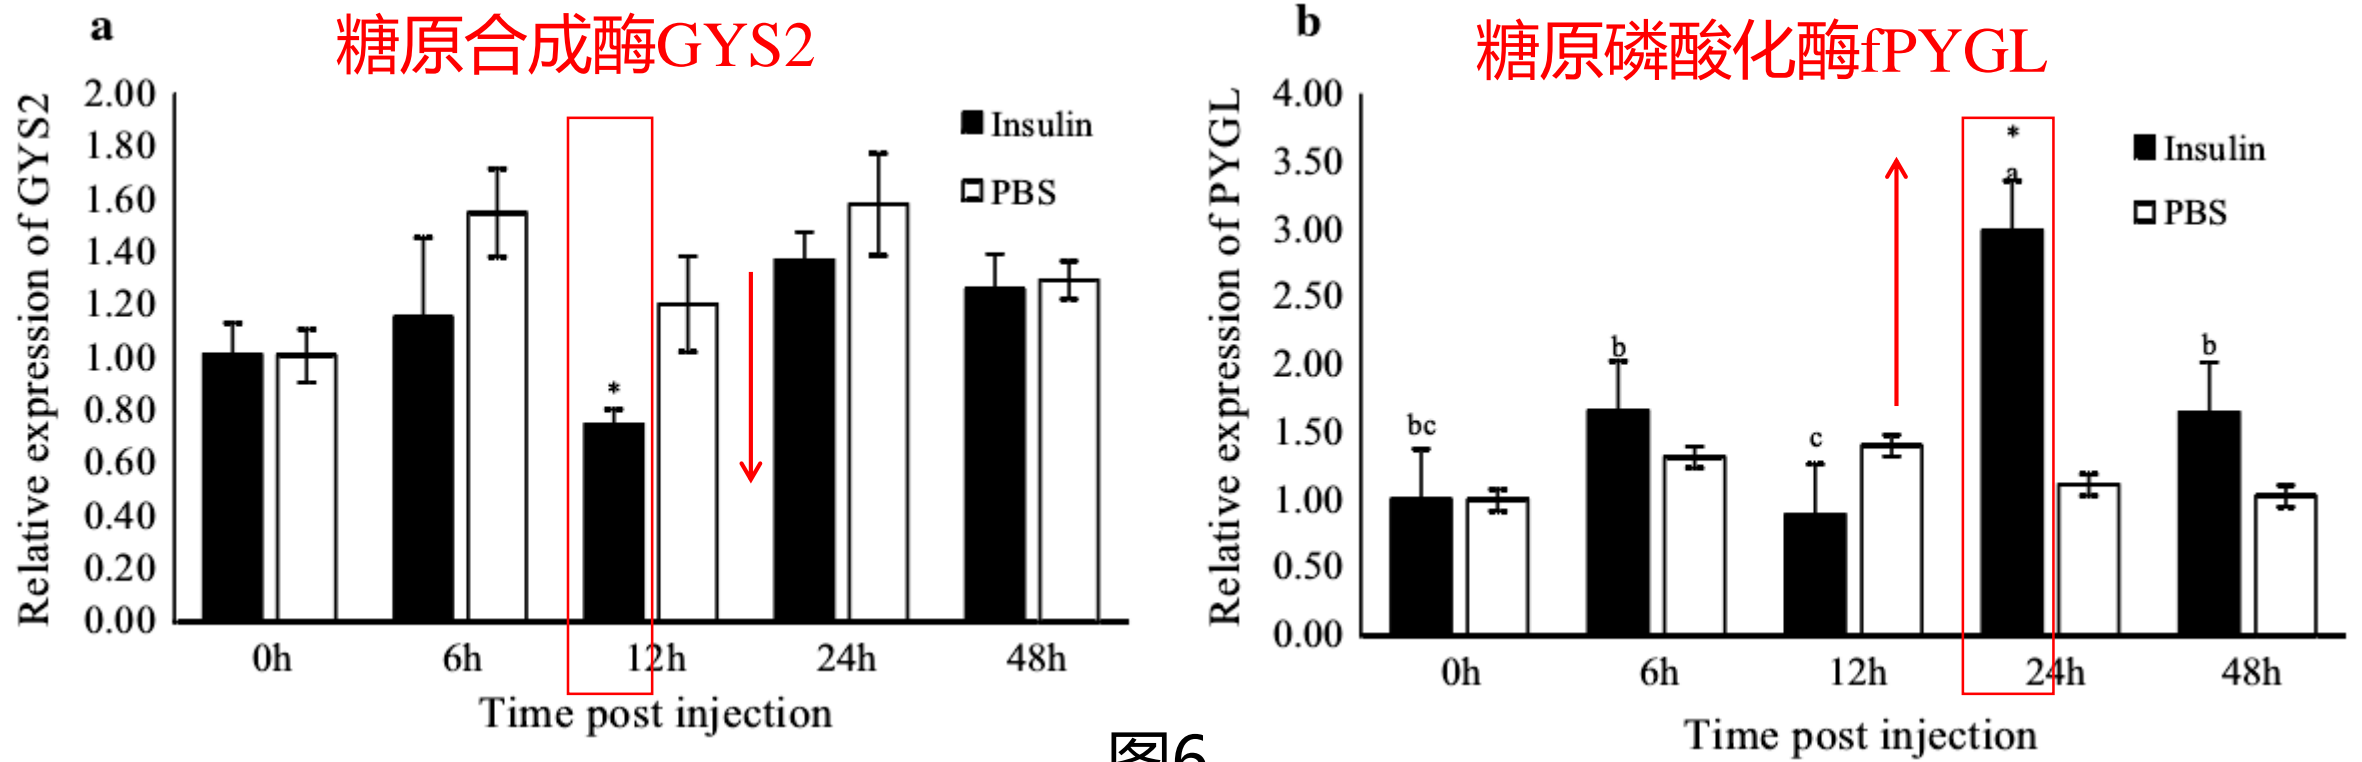 a
糖原合成酶GYS2
Relative expression of GYS2
2.00
1.80
1.60
1.40
1.20
1.00
0.80
0.60
0.40
0.20
0.00
Insulin
PBS
*
0h 6h 12h 24h 48h
Time post injection
b
糖原磷酸化酶fPYGL
Relative expression of PYGL
4.00
3.50
3.00
2.50
2.00
1.50
1.00
0.50
0.00
Insulin
PBS
*
a
bc
b
c
b
0h 6h 12h 24h 48h
Time post injection
图6